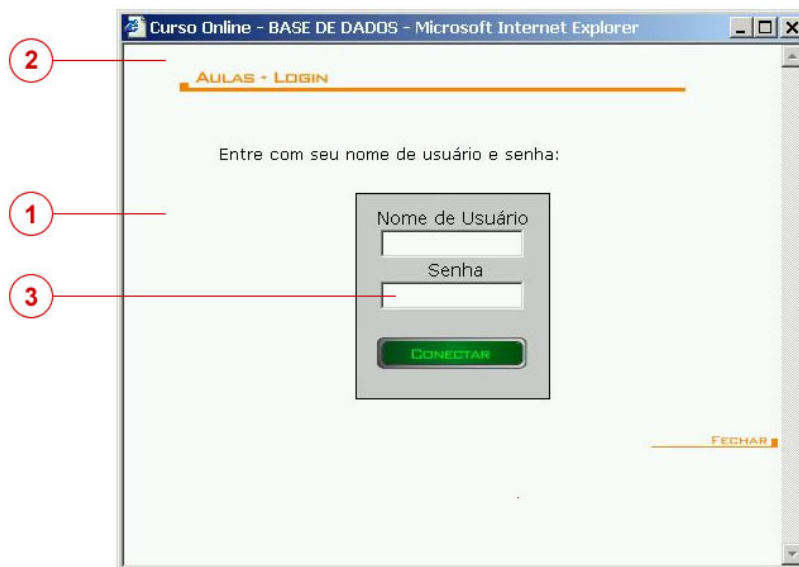 Curso Online - BASE DE DADOS - Microsoft Internet Explorer
2
AULAS - LOGIN
Entre com seu nome de usuário e senha:
1
Nome de Usuário
Senha
3
CONECTAR
FECHAR